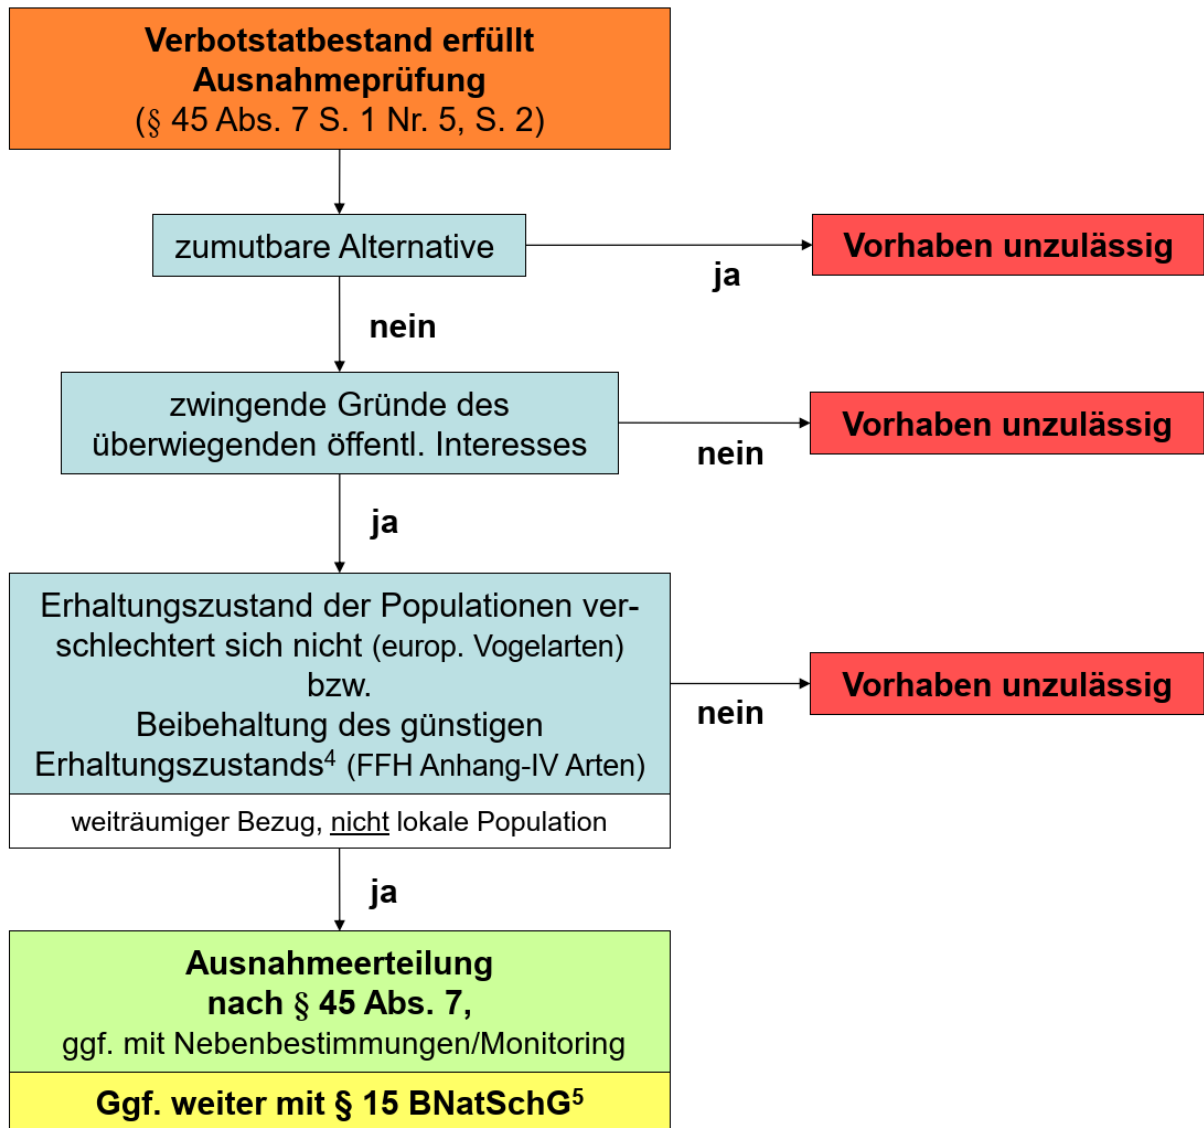 Verbotstatbestand erfüllt
Ausnahmeprüfung
(§ 45 Abs. 7 S. 1 Nr. 5, S. 2)
zumutbare Alternative
Vorhaben unzulässig
ja
nein
zwingende Gründe des
überwiegenden öffentl. Interesses
Vorhaben unzulässig
nein
ja
Erhaltungszustand der Populationen ver-
schlechtert sich nicht (europ. Vogelarten)
bzw.
Beibehaltung des günstigen
Erhaltungszustands⁴ (FFH Anhang-IV Arten)
Vorhaben unzulässig
nein
weiträumiger Bezug, nicht lokale Population
ja
Ausnahmeerteilung
nach § 45 Abs. 7,
ggf. mit Nebenbestimmungen/Monitoring
Ggf. weiter mit § 15 BNatSchG⁵